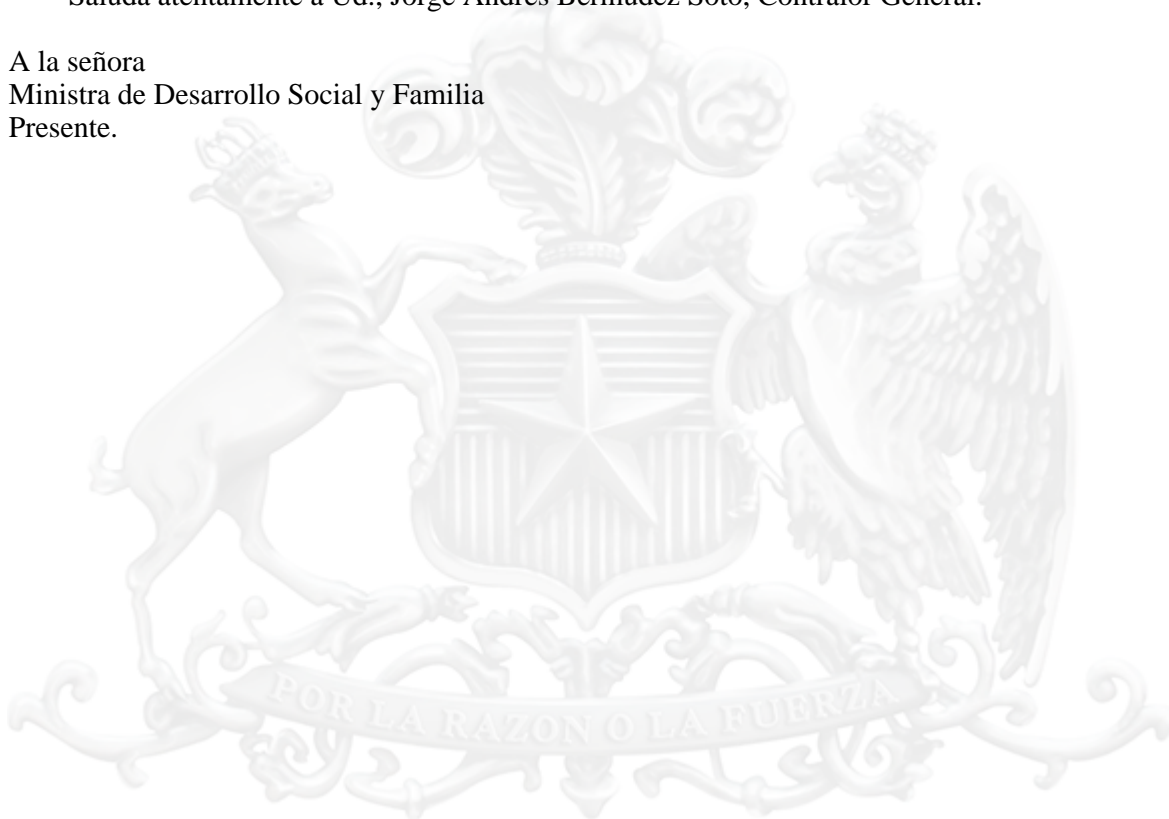 Saluda atentamente a Ud., Jorge Andrés Bermúdez Soto, Contralor General.
A la señora
Ministra de Desarrollo Social y Familia
Presente.
POR LA RAZON O LA FUERZA